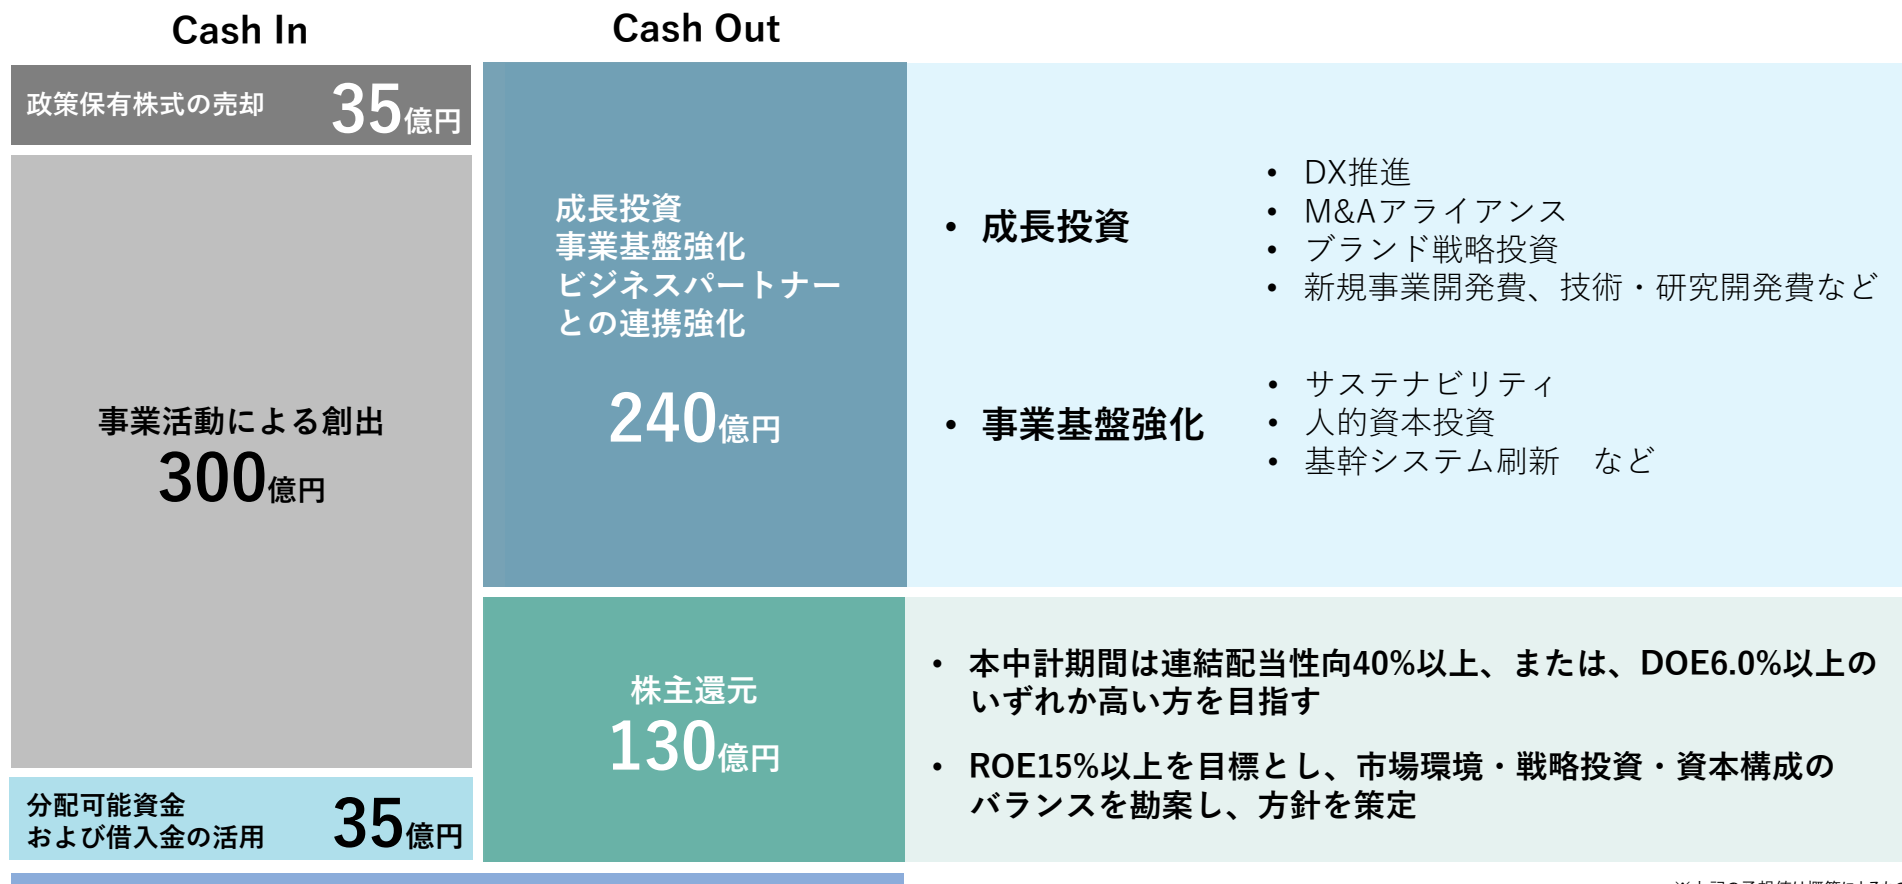 Cash In
Cash Out
政策保有株式の売却 35億円
事業活動による創出
300億円
分配可能資金
および借入金の活用 35億円
成長投資
事業基盤強化
ビジネスパートナー
との連携強化
240億円
• 成長投資
• DX推進
• M&Aアライアンス
• ブランド戦略投資
• 新規事業開発費、技術・研究開発費など
• 事業基盤強化
• サステナビリティ
• 人的資本投資
• 基幹システム刷新 など
株主還元
130億円
• 本中計期間は連結配当性向40%以上、または、DOE6.0%以上の
いずれか高い方を目指す
• ROE15%以上を目標とし、市場環境・戦略投資・資本構成の
バランスを勘案し、方針を策定